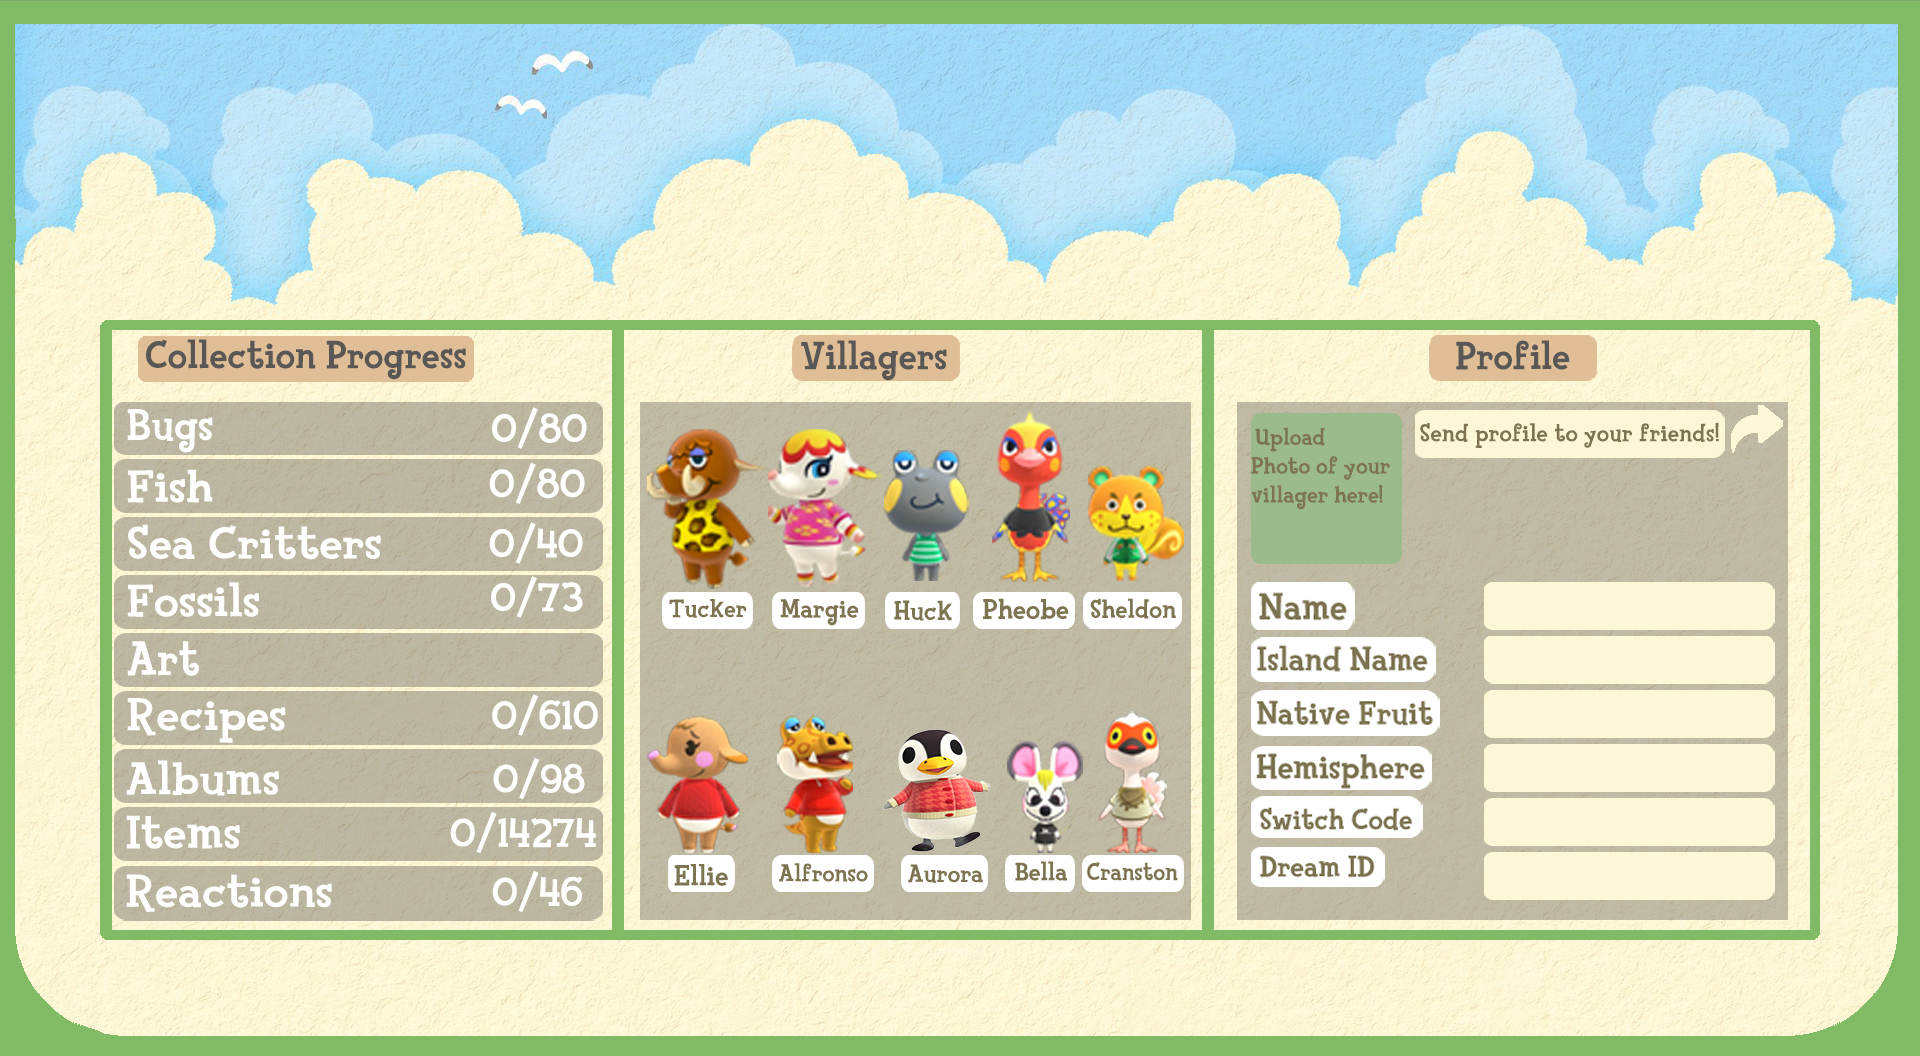 Collection Progress
Bugs 0/80
Fish 0/80
Sea Critters 0/40
Fossils 0/73
Art
Recipes 0/610
Albums 0/98
Items 0/14274
Reactions 0/46
Villagers
Tucker Margie Huck Pheobe Sheldon
Ellie Alfronso Aurora Bella Cranston
Profile
Upload
Photo of your
villager here!
Send profile to your friends!
Name
Island Name
Native Fruit
Hemisphere
Switch Code
Dream ID